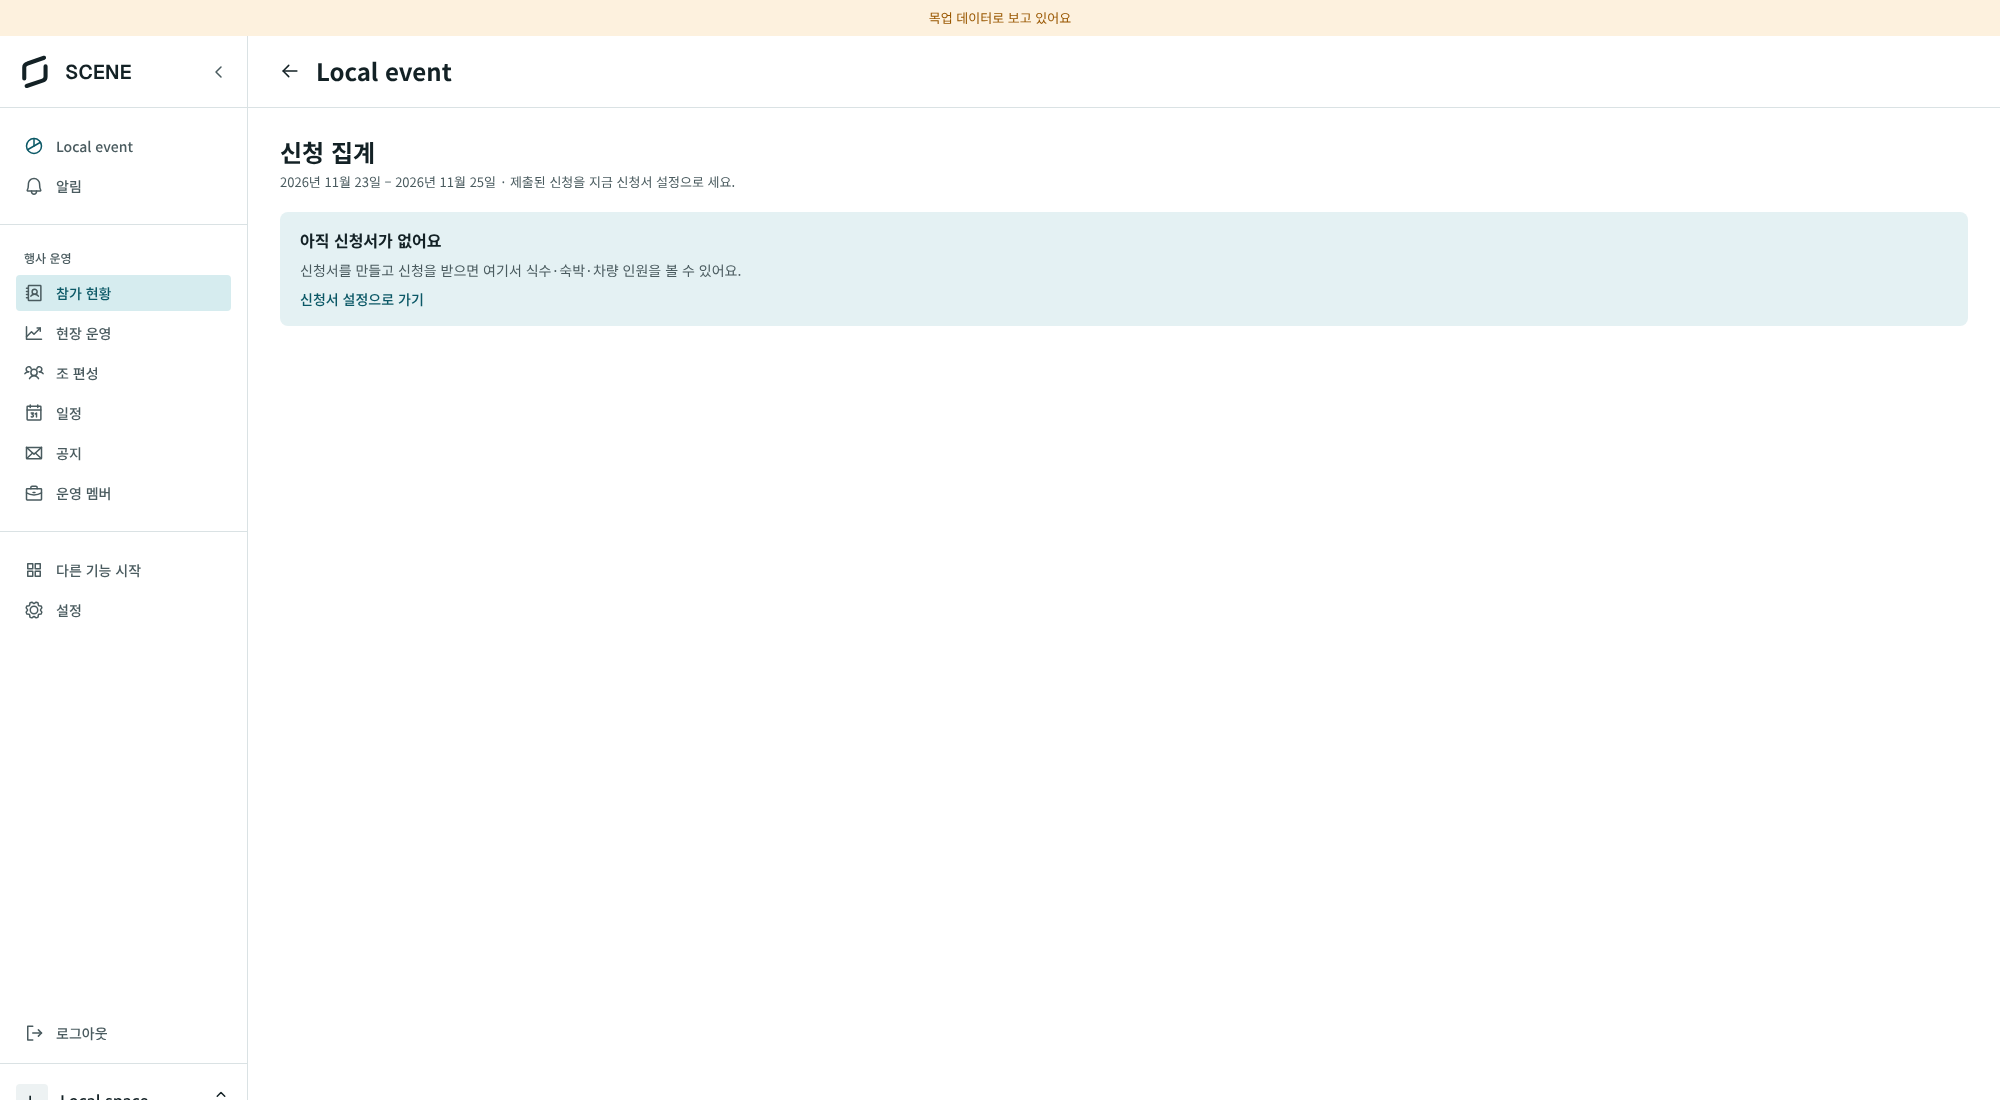 목업 데이터로 보고 있어요
SCENE
Local event
Local event
알림
행사 운영
참가 현황
현장 운영
조 편성
일정
공지
운영 멤버
다른 기능 시작
설정
로그아웃
Local space
신청 집계
2026년 11월 23일 – 2026년 11월 25일 · 제출된 신청을 지금 신청서 설정으로 세요.
아직 신청서가 없어요
신청서를 만들고 신청을 받으면 여기서 식수·숙박·차량 인원을 볼 수 있어요.
신청서 설정으로 가기